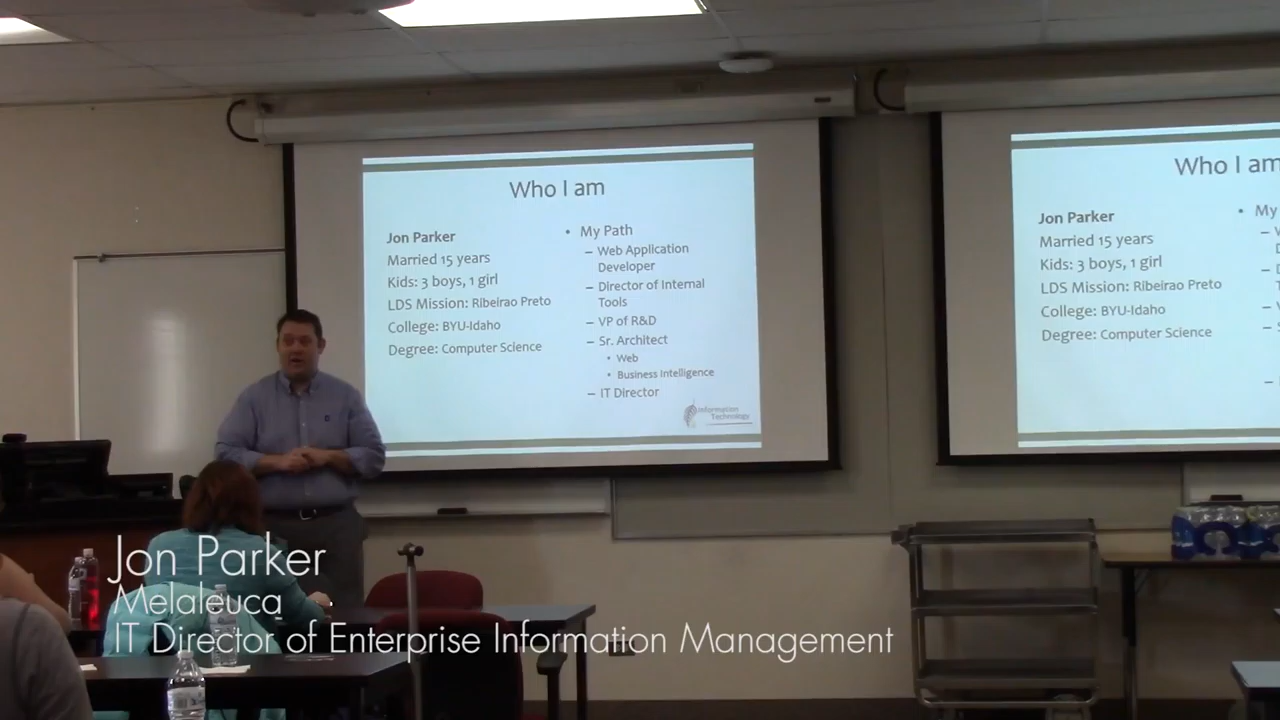 Who I am
Jon Parker
Married 15 years
Kids: 3 boys, 1 girl
LDS Mission: Ribeirao Preto
College: BYU-Idaho
Degree: Computer Science
• My Path
– Web Application
Developer
– Director of Internal
Tools
– VP of R&D
– Sr. Architect
• Web
• Business Intelligence
– IT Director
Information
Technology
Who I am
Jon Parker
Married 15 years
Kids: 3 boys, 1 girl
LDS Mission: Ribeirao Preto
College: BYU-Idaho
Degree: Computer Science
• My
Jon Parker
Melaleuca
IT Director of Enterprise Information Management